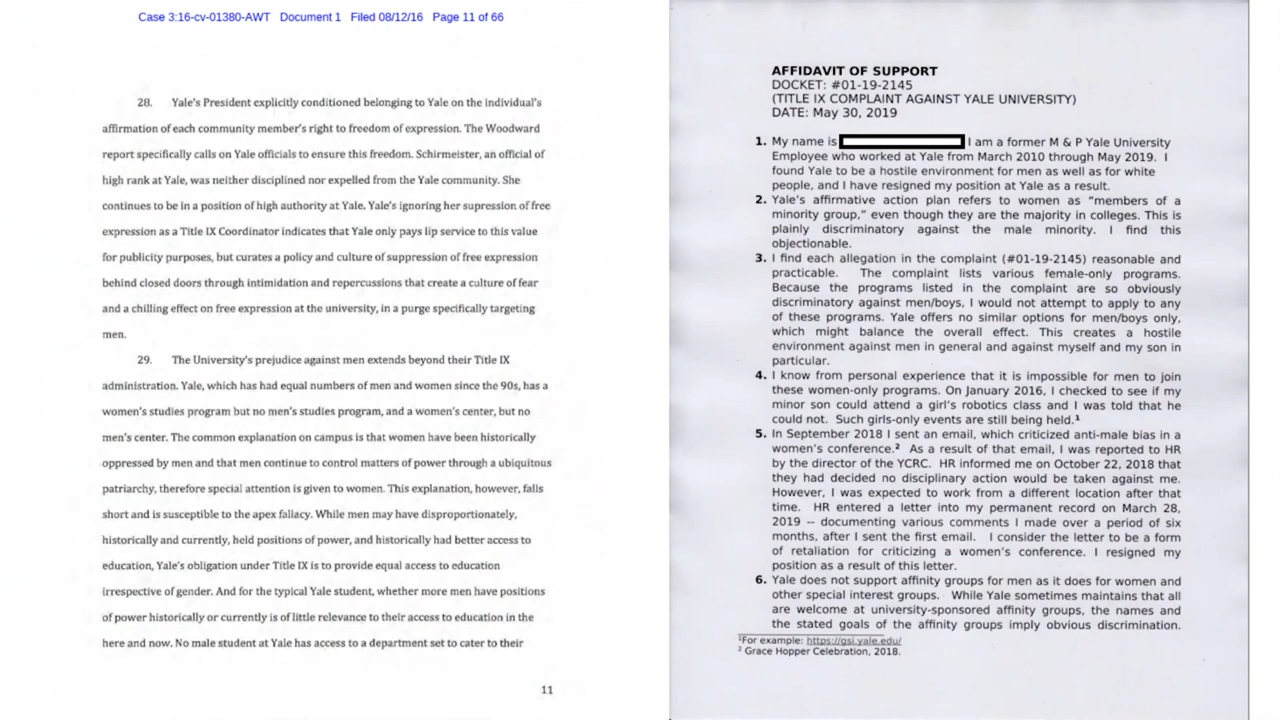 Case 3:16-cv-01380-AWT Document 1 Filed 08/12/16 Page 11 of 66
28. Yale's President explicitly conditioned belonging to Yale on the individual's
affirmation of each community member's right to freedom of expression. The Woodward
report specifically calls on Yale officials to ensure this freedom. Schirmeister, an official of
high rank at Yale, was neither disciplined nor expelled from the Yale community. She
continues to be in a position of high authority at Yale. Yale's ignoring her supression of free
expression as a Title IX Coordinator indicates that Yale only pays lip service to this value
for publicity purposes, but curates a policy and culture of suppression of free expression
behind closed doors through intimidation and repercussions that create a culture of fear
and a chilling effect on free expression at the university, in a purge specifically targeting
men.
29. The University's prejudice against men extends beyond their Title IX
administration. Yale, which has had equal numbers of men and women since the 90s, has a
women's studies program but no men's studies program, and a women's center, but no
men's center. The common explanation on campus is that women have been historically
oppressed by men and that men continue to control matters of power through a ubiquitous
patriarchy, therefore special attention is given to women. This explanation, however, falls
short and is susceptible to the apex fallacy. While men may have disproportionately,
historically and currently, held positions of power, and historically had better access to
education, Yale's obligation under Title IX is to provide equal access to education
irrespective of gender. And for the typical Yale student, whether more men have positions
of power historically or currently is of little relevance to their access to education in the
here and now. No male student at Yale has access to a department set to cater to their
11
AFFIDAVIT OF SUPPORT
DOCKET: #01-19-2145
(TITLE IX COMPLAINT AGAINST YALE UNIVERSITY)
DATE: May 30, 2019
1. My name is I am a former M & P Yale University
Employee who worked at Yale from March 2010 through May 2019. I
found Yale to be a hostile environment for men as well as for white
people, and I have resigned my position at Yale as a result.
2. Yale's affirmative action plan refers to women as "members of a
minority group," even though they are the majority in colleges. This is
plainly discriminatory against the male minority. I find this
objectionable.
3. I find each allegation in the complaint (#01-19-2145) reasonable and
practicable. The complaint lists various female-only programs.
Because the programs listed in the complaint are so obviously
discriminatory against men/boys, I would not attempt to apply to any
of these programs. Yale offers no similar options for men/boys only,
which might balance the overall effect. This creates a hostile
environment against men in general and against myself and my son in
particular.
4. I know from personal experience that it is impossible for men to join
these women-only programs. On January 2016, I checked to see if my
minor son could attend a girl's robotics class and I was told that he
could not. Such girls-only events are still being held.¹
5. In September 2018 I sent an email, which criticized anti-male bias in a
women's conference.² As a result of that email, I was reported to HR
by the director of the YCRC. HR informed me on October 22, 2018 that
they had decided no disciplinary action would be taken against me.
However, I was expected to work from a different location after that
time. HR entered a letter into my permanent record on March 28,
2019 -- documenting various comments I made over a period of six
months, after I sent the first email. I consider the letter to be a form
of retaliation for criticizing a women's conference. I resigned my
position as a result of this letter.
6. Yale does not support affinity groups for men as it does for women and
other special interest groups. While Yale sometimes maintains that all
are welcome at university-sponsored affinity groups, the names and
the stated goals of the affinity groups imply obvious discrimination.
¹For example: https://gsi.yale.edu/
² Grace Hopper Celebration, 2018.